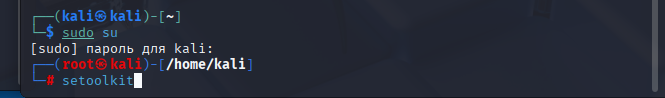 ┌──(kali㉿kali)-[~]
└─$ sudo su
[sudo] пароль для kali:
┌──(root㉿kali)-[/home/kali]
└─# setoolkit